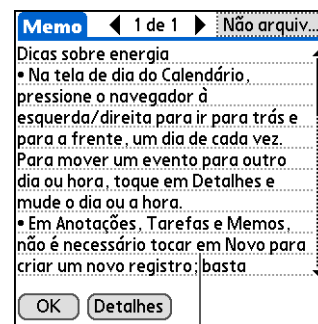 Memo 1 de 1 Não arquiv...
Dicas sobre energia
• Na tela de dia do Calendário,
pressione o navegador à
esquerda/direita para ir para trás e
para a frente, um dia de cada vez.
Para mover um evento para outro
dia ou hora, toque em Detalhes e
mude o dia ou a hora.
• Em Anotações, Tarefas e Memos,
não é necessário tocar em Novo para
criar um novo registro; basta
OK Detalhes